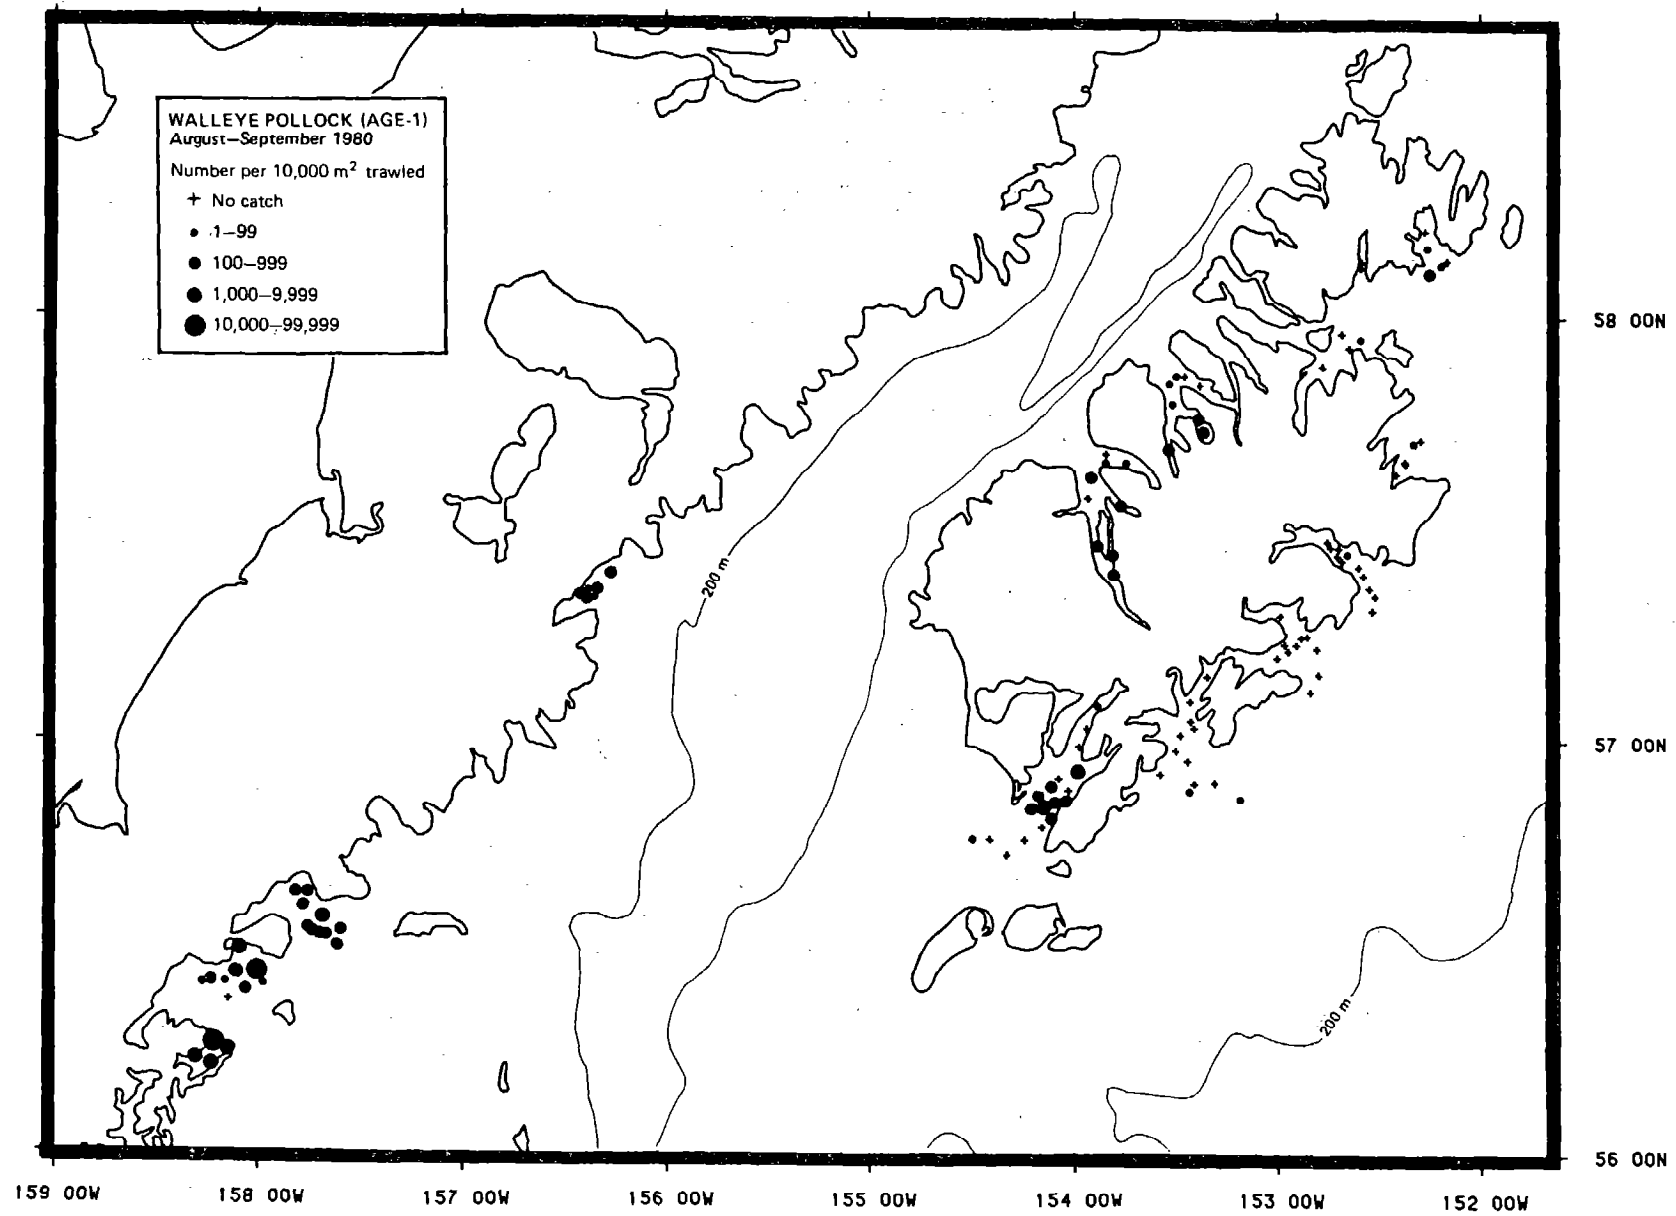 WALLEYE POLLOCK (AGE-1)
August—September 1980
Number per 10,000 m² trawled
+ No catch
1—99
100—999
1,000—9,999
10,000—99,999
58 00N
200 m
57 00N
200 m
56 00N
159 00W 158 00W 157 00W 156 00W 155 00W 154 00W 153 00W 152 00W